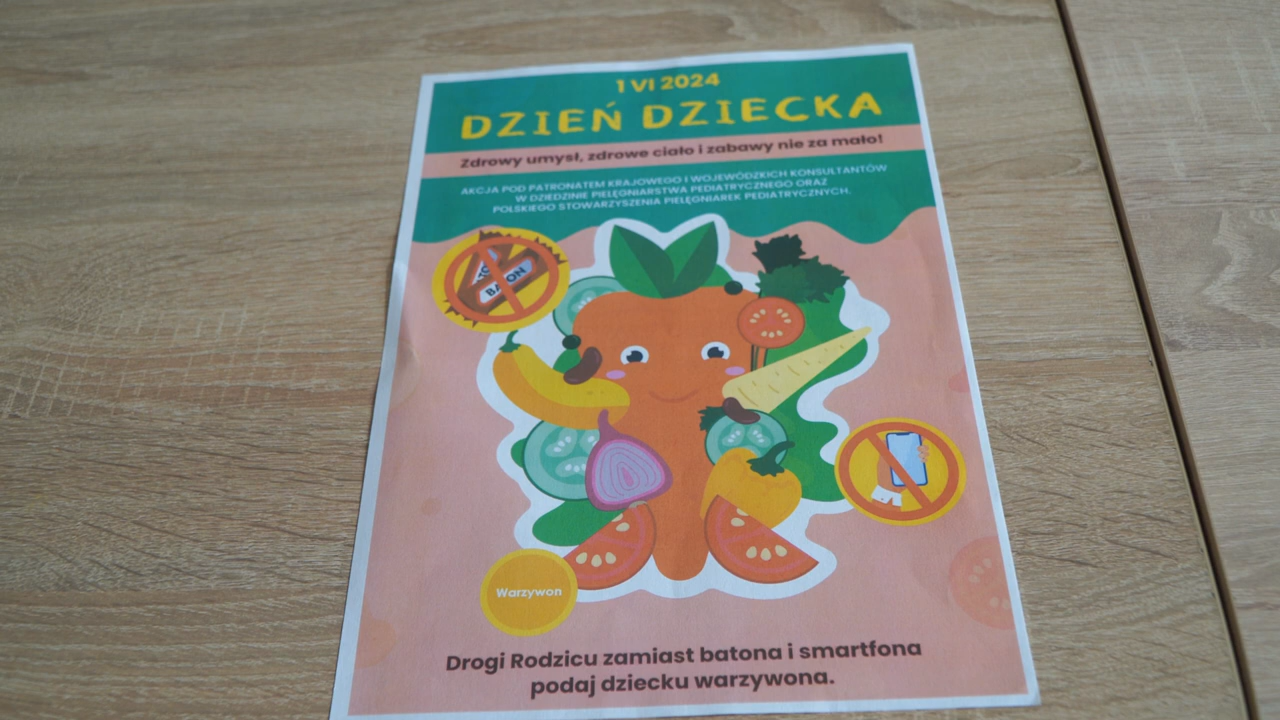 1 VI 2024
DZIEŃ DZIECKA
Zdrowy umysł, zdrowe ciało i zabawy nie za mało!
AKCJA POD PATRONATEM KRAJOWEGO I WOJEWÓDZKICH KONSULTANTÓW
W DZIEDZINIE PIELĘGNIARSTWA PEDIATRYCZNEGO ORAZ
POLSKIEGO STOWARZYSZENIA PIELĘGNIAREK PEDIATRYCZNYCH.
BATON
Warzywon
Drogi Rodzicu zamiast batona i smartfona
podaj dziecku warzywona.